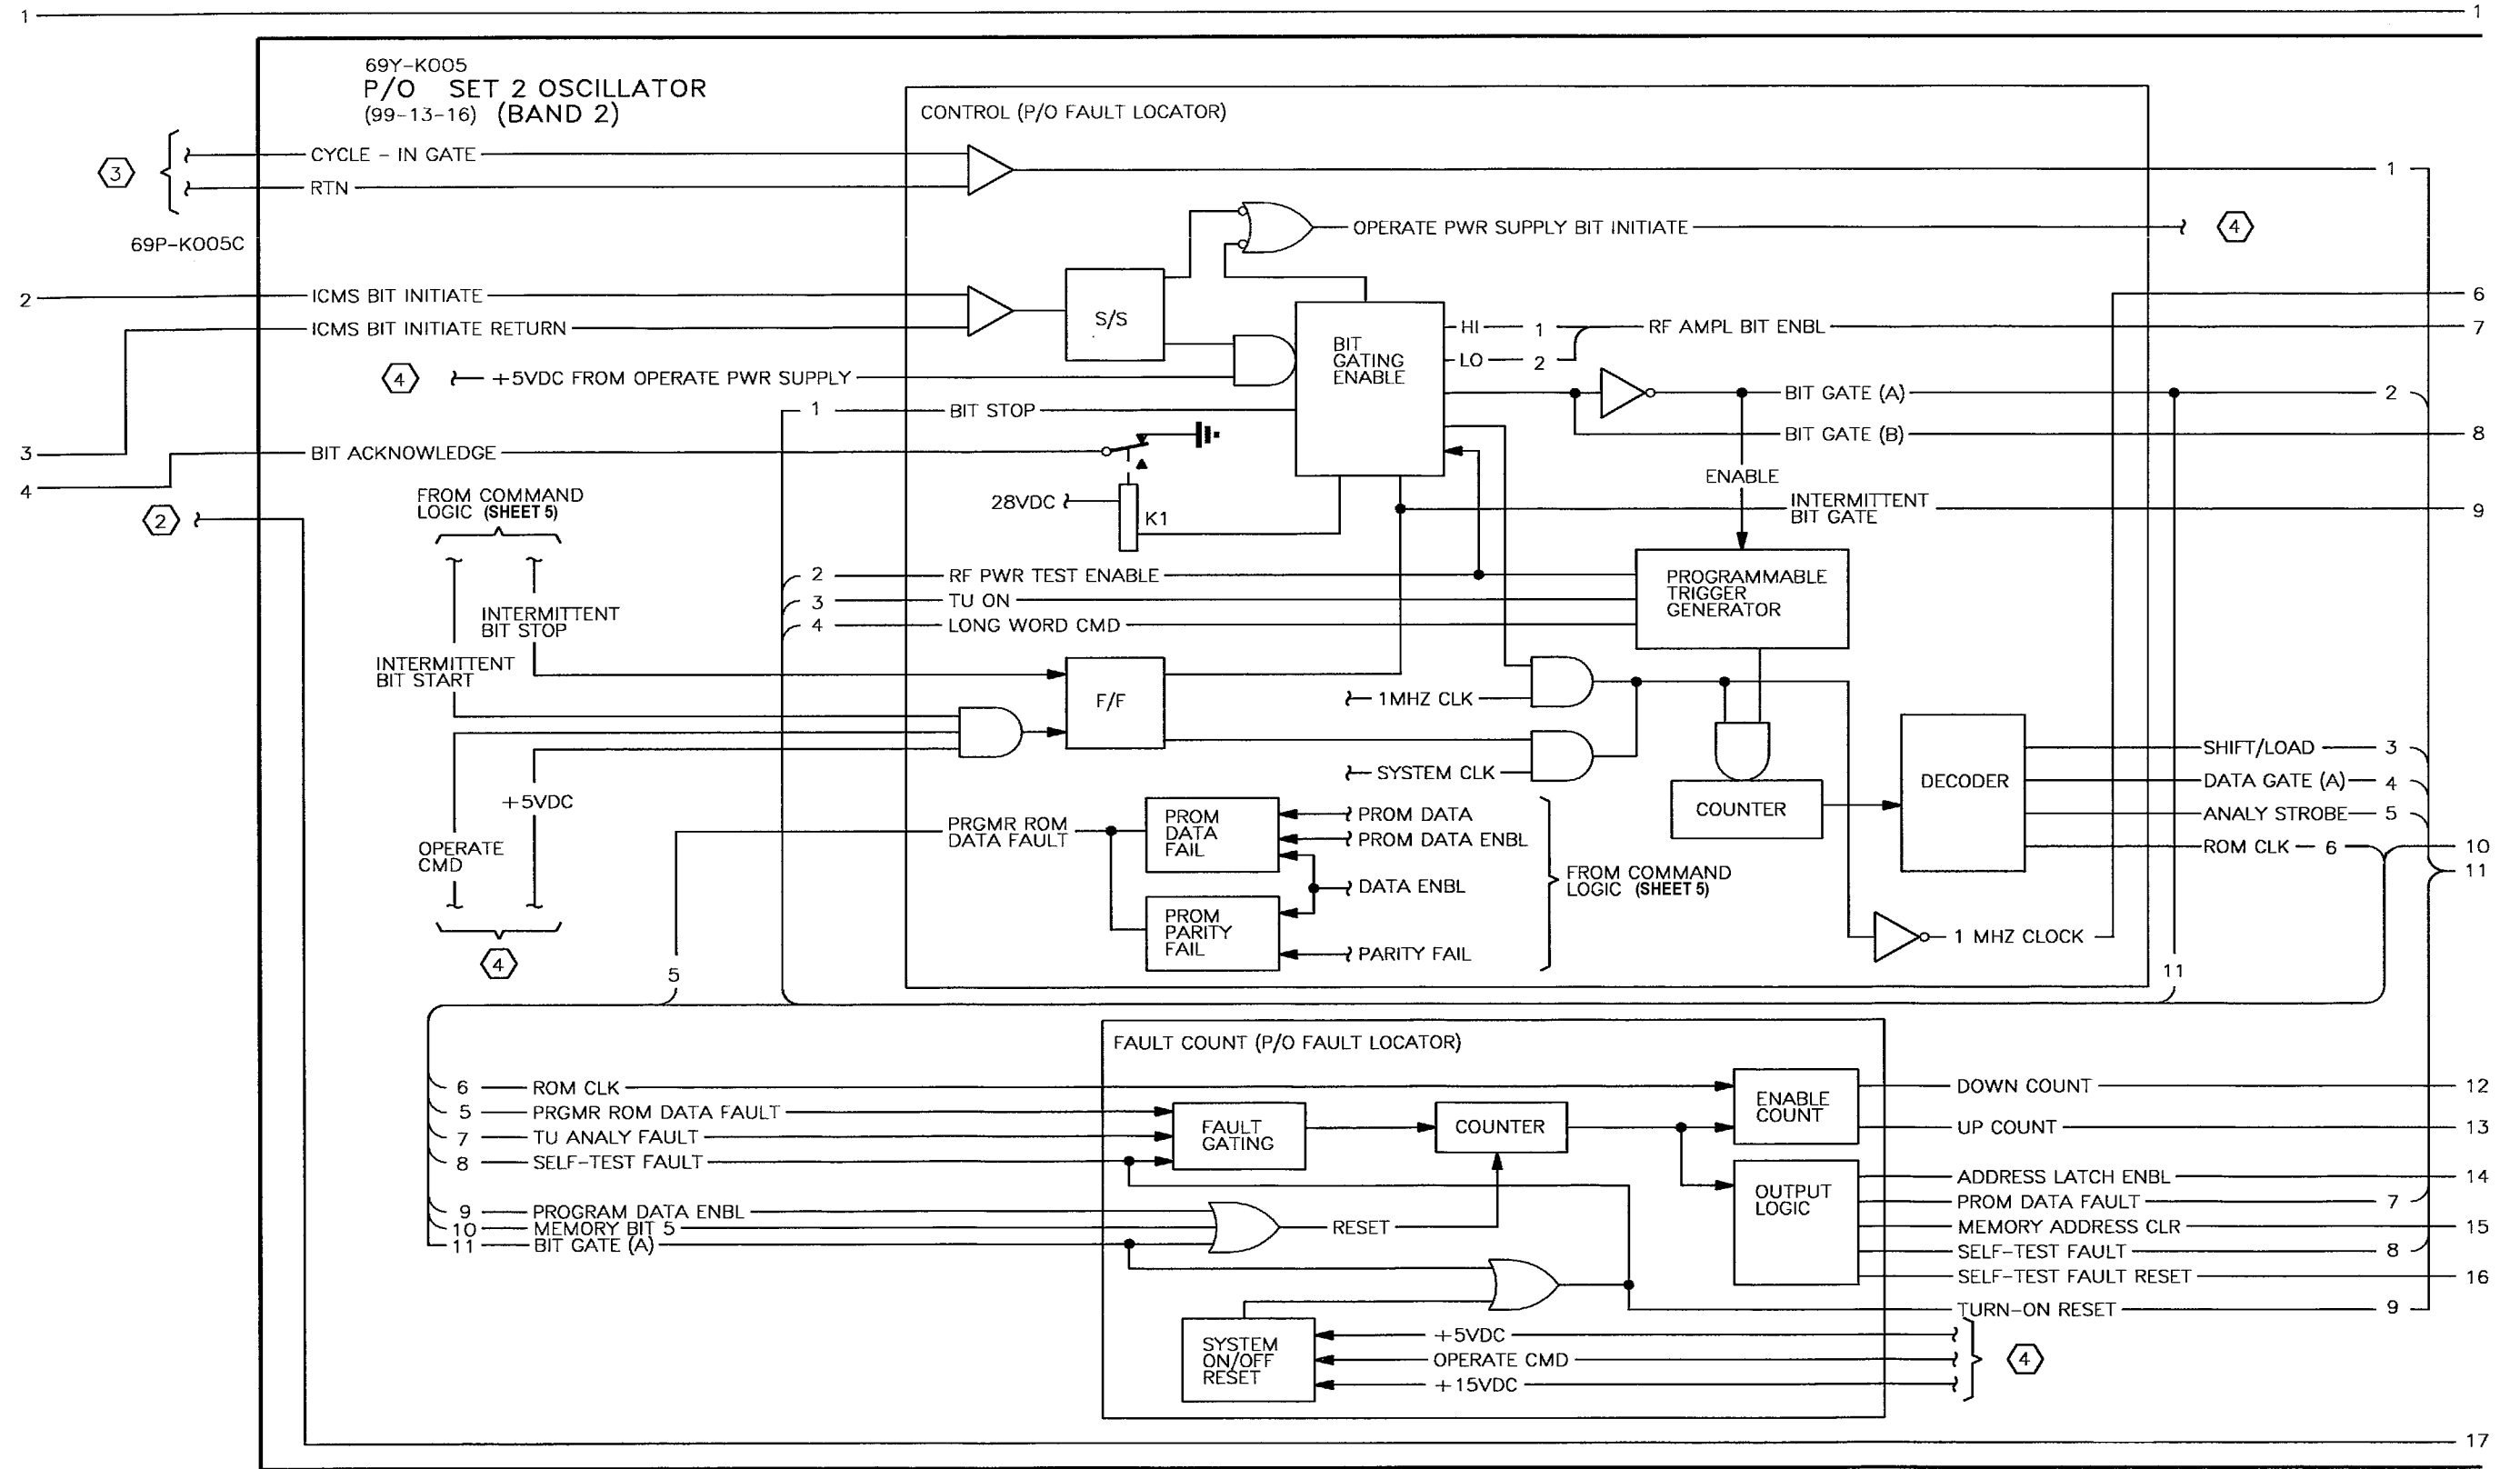 1
1
69Y-K005
P/O SET 2 OSCILLATOR
(99-13-16) (BAND 2)
CONTROL (P/O FAULT LOCATOR)
3
CYCLE - IN GATE
RTN
1
69P-K005C
OPERATE PWR SUPPLY BIT INITIATE
4
2
ICMS BIT INITIATE
6
ICMS BIT INITIATE RETURN
S/S
BIT
GATING
ENABLE
HI 1
RF AMPL BIT ENBL
7
LO 2
4
+5VDC FROM OPERATE PWR SUPPLY
BIT GATE (A)
2
1 BIT STOP
BIT GATE (B)
8
3
BIT ACKNOWLEDGE
4
ENABLE
FROM COMMAND
LOGIC (SHEET 5)
28VDC
K1
INTERMITTENT
BIT GATE
9
2
2 RF PWR TEST ENABLE
3 TU ON
4 LONG WORD CMD
PROGRAMMABLE
TRIGGER
GENERATOR
INTERMITTENT
BIT STOP
INTERMITTENT
BIT START
F/F
1MHZ CLK
SYSTEM CLK
DECODER
SHIFT/LOAD 3
DATA GATE (A) 4
ANALY STROBE 5
ROM CLK 6
10
11
COUNTER
+5VDC
OPERATE
CMD
4
PRGMR ROM
DATA FAULT
PROM
DATA
FAIL
PROM DATA
PROM DATA ENBL
DATA ENBL
FROM COMMAND
LOGIC (SHEET 5)
PROM
PARITY
FAIL
PARITY FAIL
1 MHZ CLOCK
5
11
FAULT COUNT (P/O FAULT LOCATOR)
6 ROM CLK
5 PRGMR ROM DATA FAULT
7 TU ANALY FAULT
8 SELF-TEST FAULT
FAULT
GATING
COUNTER
ENABLE
COUNT
DOWN COUNT 12
UP COUNT 13
9 PROGRAM DATA ENBL
10 MEMORY BIT 5
11 BIT GATE (A)
RESET
OUTPUT
LOGIC
ADDRESS LATCH ENBL 14
PROM DATA FAULT 7
MEMORY ADDRESS CLR 15
SELF-TEST FAULT 8
SELF-TEST FAULT RESET 16
TURN-ON RESET 9
SYSTEM
ON/OFF
RESET
+5VDC
OPERATE CMD
+15VDC
4
17